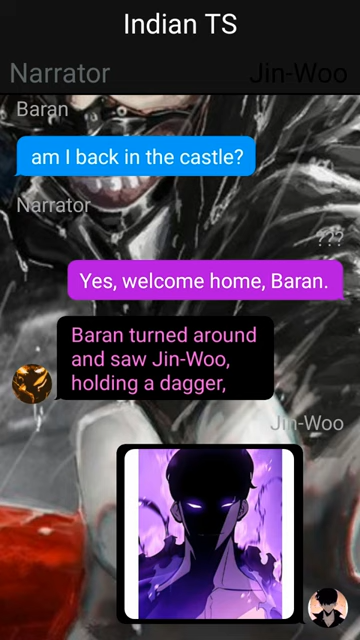 Indian TS
Narrator
Jin-Woo
Baran
am I back in the castle?
Narrator
???
Yes, welcome home, Baran.
Baran turned around
and saw Jin-Woo,
holding a dagger,
Jin-Woo